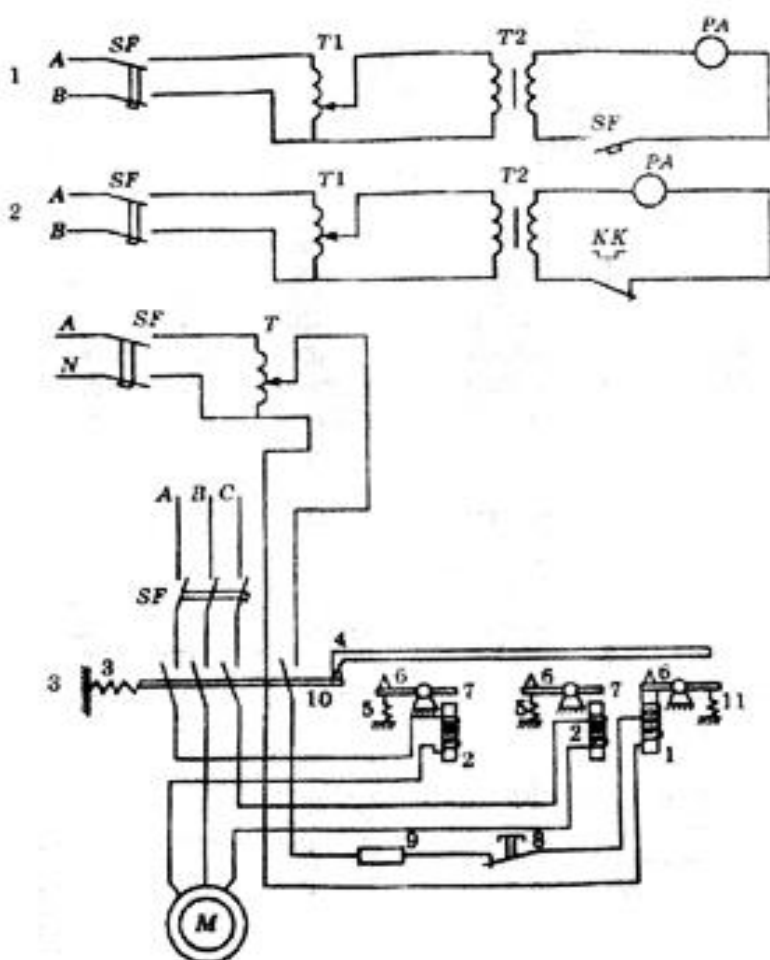 SF T1 T2 PA
1 A
B
SF
SF T1 T2 PA
2 A
B
KK
SF T
A
N
A B C
SF
4
3 3 10 6 7 6 7 6 11
5 5
2 2 1
9 8
M